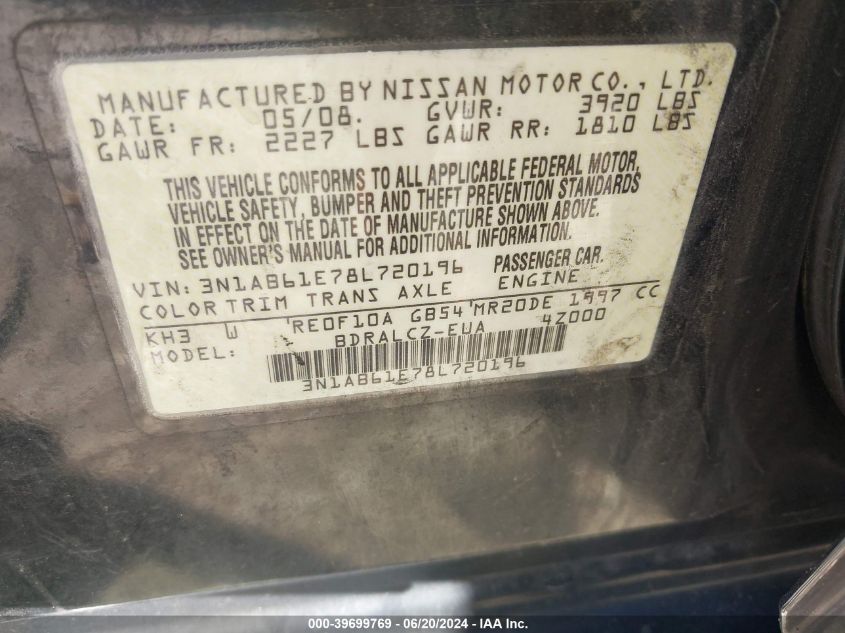 MANUFACTURED BY NISSAN MOTOR CO., LTD.
DATE: 05/08. GVWR: 3920 LBS
GAWR FR: 2227 LBS GAWR RR: 1810 LBS
THIS VEHICLE CONFORMS TO ALL APPLICABLE FEDERAL MOTOR,
VEHICLE SAFETY, BUMPER AND THEFT PREVENTION STANDARDS
IN EFFECT ON THE DATE OF MANUFACTURE SHOWN ABOVE.
SEE OWNER'S MANUAL FOR ADDITIONAL INFORMATION.
VIN: 3N1AB61E78L720196 PASSENGER CAR.
COLOR TRIM TRANS AXLE ENGINE
KH3 W 'RE0F10A GB54'MR20DE 1997 CC
MODEL: BDRALCZ-EUA 4Z000
3N1AB61E78L720196
000-39699769 | 06/20/2024 | IAA Inc.